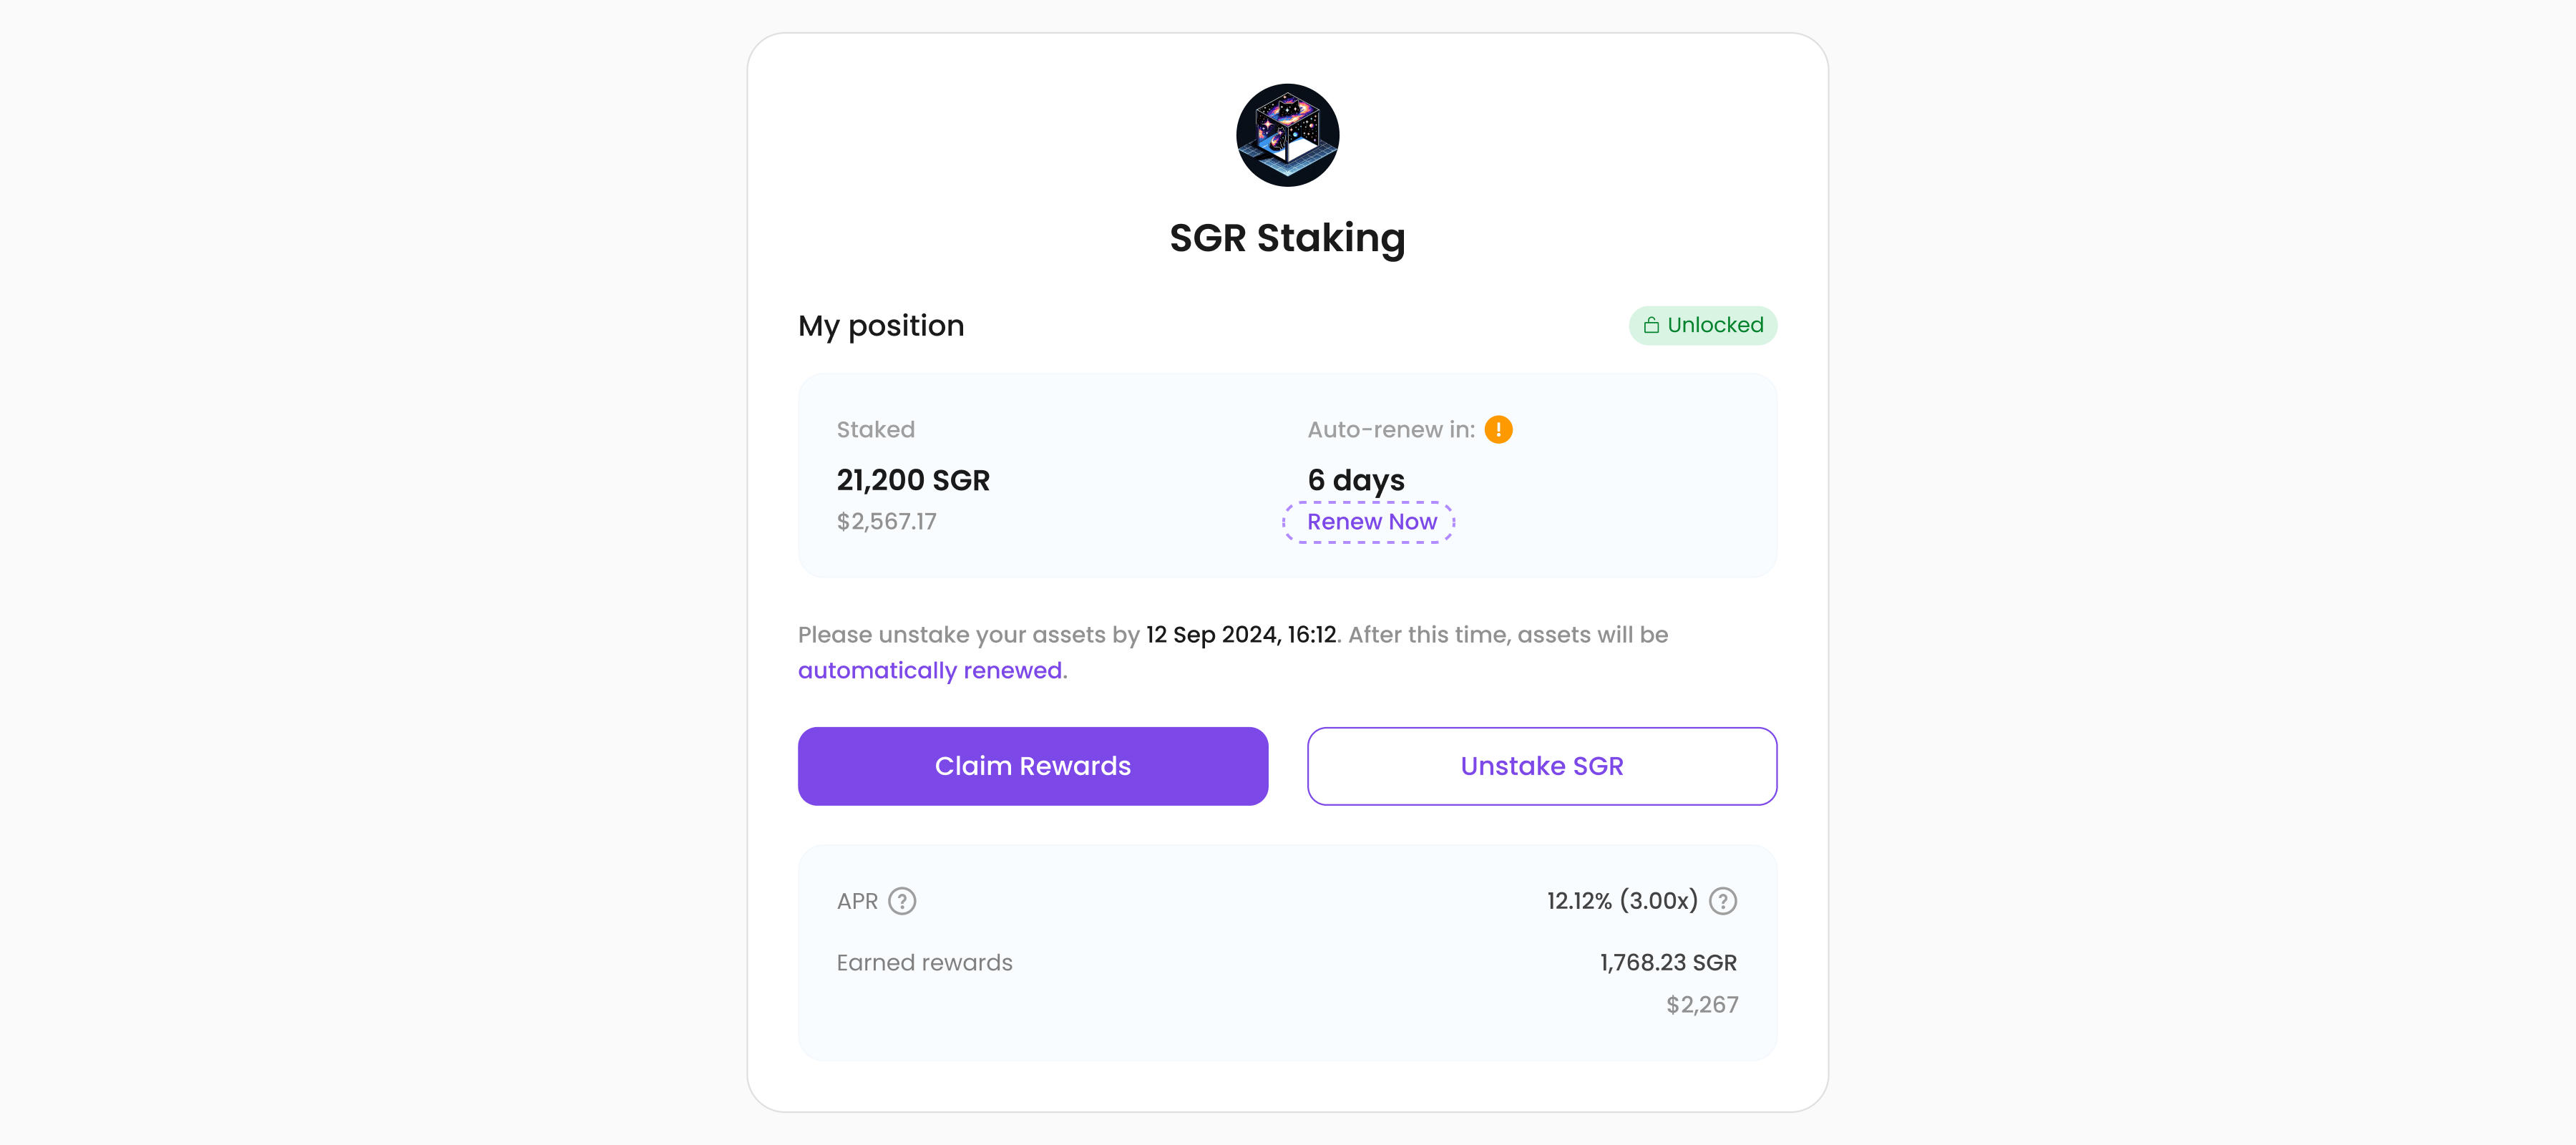 SGR Staking
My position
Unlocked
Staked
Auto-renew in: !
21,200 SGR
6 days
$2,567.17
Renew Now
Please unstake your assets by 12 Sep 2024, 16:12. After this time, assets will be
automatically renewed.
Claim Rewards
Unstake SGR
APR ?
12.12% (3.00x) ?
Earned rewards
1,768.23 SGR
$2,267